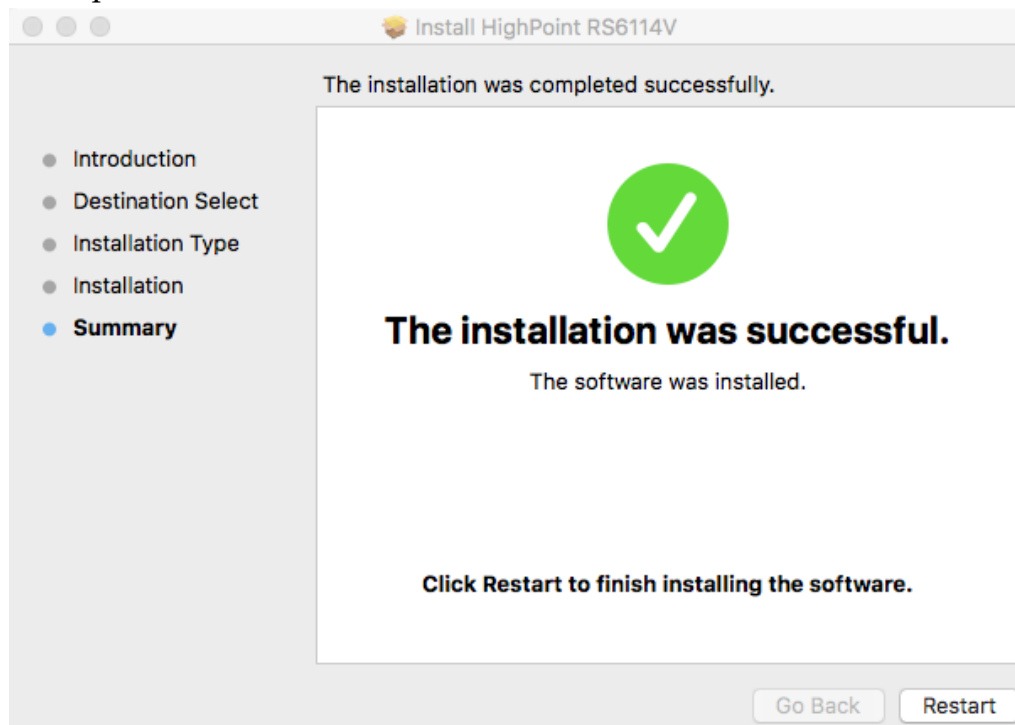 Install HighPoint RS6114V
The installation was completed successfully.
Introduction
Destination Select
Installation Type
Installation
Summary
The installation was successful.
The software was installed.
Click Restart to finish installing the software.
Go Back
Restart